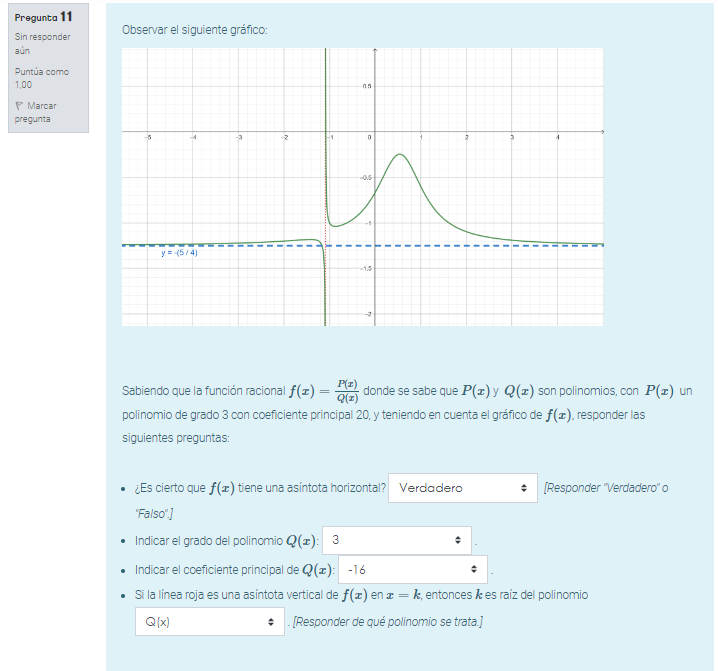 Pregunta 11
Sin responder
aún
Puntúa como
1,00
Marcar
pregunta
Observar el siguiente gráfico:
0.5
-5 -4 -3 -2 -1 0 1 2 3 4
-0.5
-1
y = -(5 / 4)
-1.5
-2
Sabiendo que la función racional f(x) = P(x)/Q(x) donde se sabe que P(x) y Q(x) son polinomios, con P(x) un
polinomio de grado 3 con coeficiente principal 20, y teniendo en cuenta el gráfico de f(x), responder las
siguientes preguntas:
• ¿Es cierto que f(x) tiene una asíntota horizontal? Verdadero [Responder "Verdadero" o
"Falso".]
• Indicar el grado del polinomio Q(x): 3 .
• Indicar el coeficiente principal de Q(x): -16 .
• Si la línea roja es una asíntota vertical de f(x) en x = k, entonces k es raíz del polinomio
Q(x) . [Responder de qué polinomio se trata.]